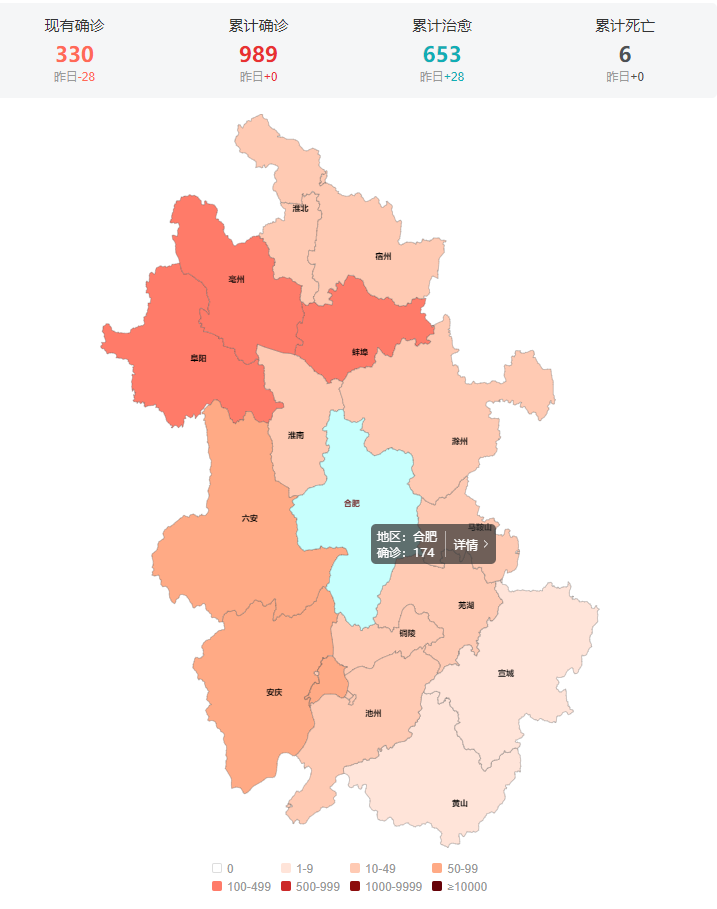 现有确诊 累计确诊 累计治愈 累计死亡
330 989 653 6
昨日-28 昨日+0 昨日+28 昨日+0
淮北
宿州
亳州
蚌埠
阜阳
淮南
滁州
合肥
六安
马鞍山
地区：合肥
确诊：174
详情 >
芜湖
铜陵
宣城
安庆
池州
黄山
0 1-9 10-49 50-99
100-499 500-999 1000-9999 ≥10000